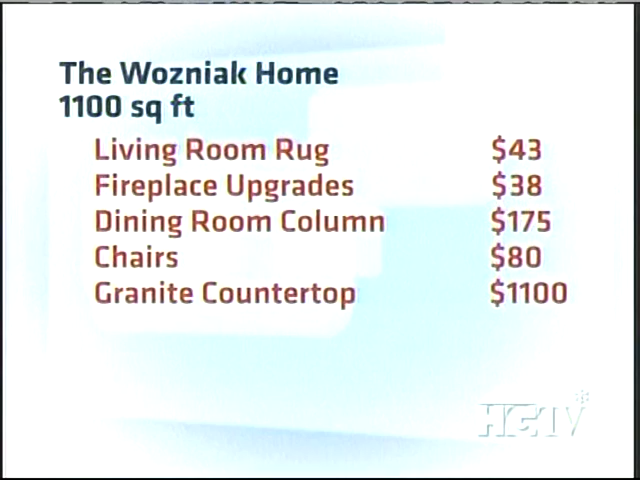 The Wozniak Home
1100 sq ft
Living Room Rug $43
Fireplace Upgrades $38
Dining Room Column $175
Chairs $80
Granite Countertop $1100
HGTV